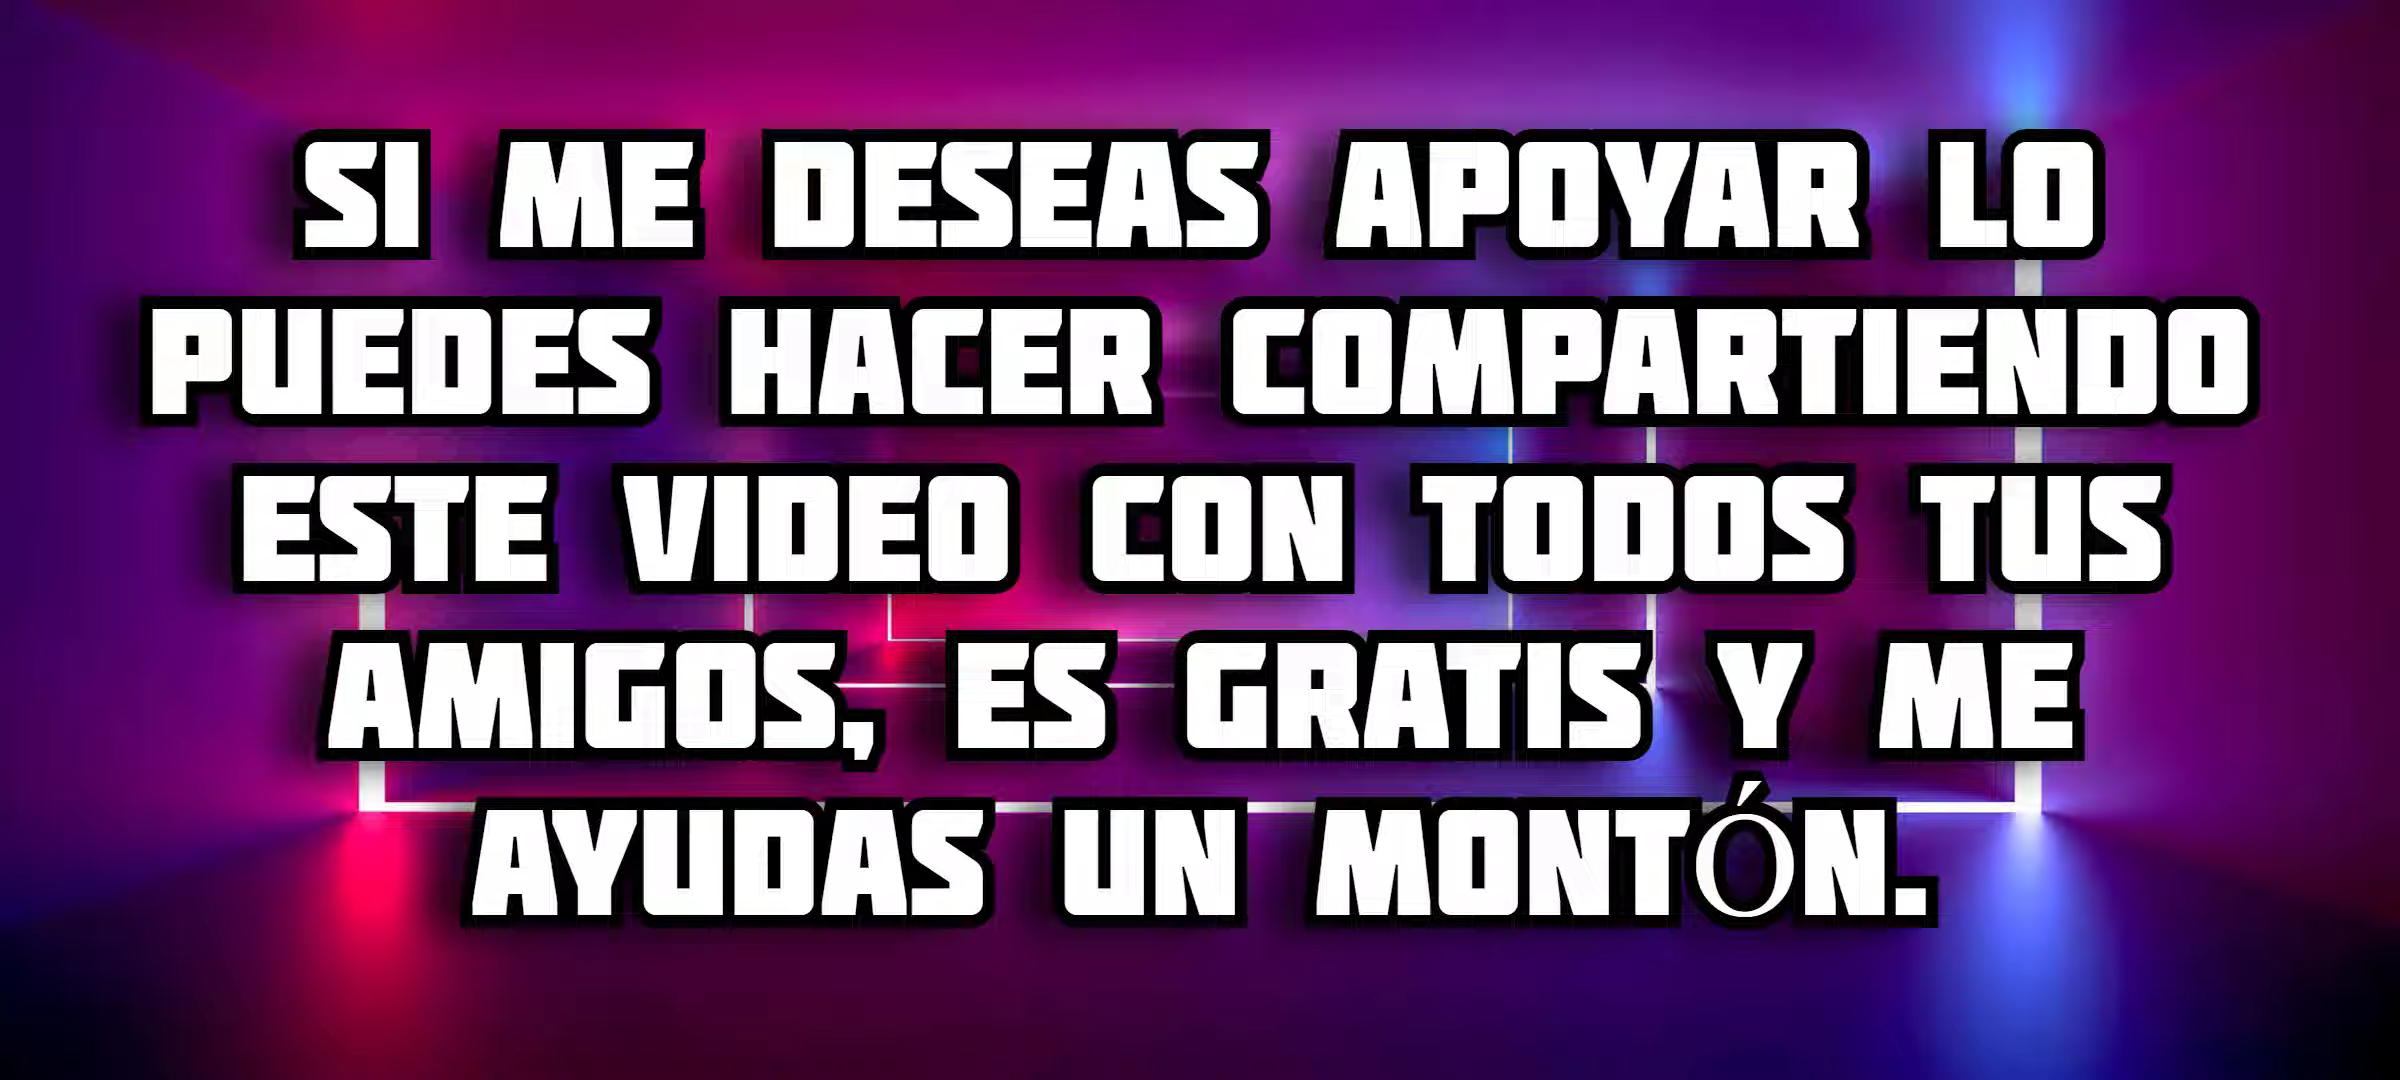 SI ME DESEAS APOYAR LO
PUEDES HACER COMPARTIENDO
ESTE VIDEO CON TODOS TUS
AMIGOS, ES GRATIS Y ME
AYUDAS UN MONTÓN.